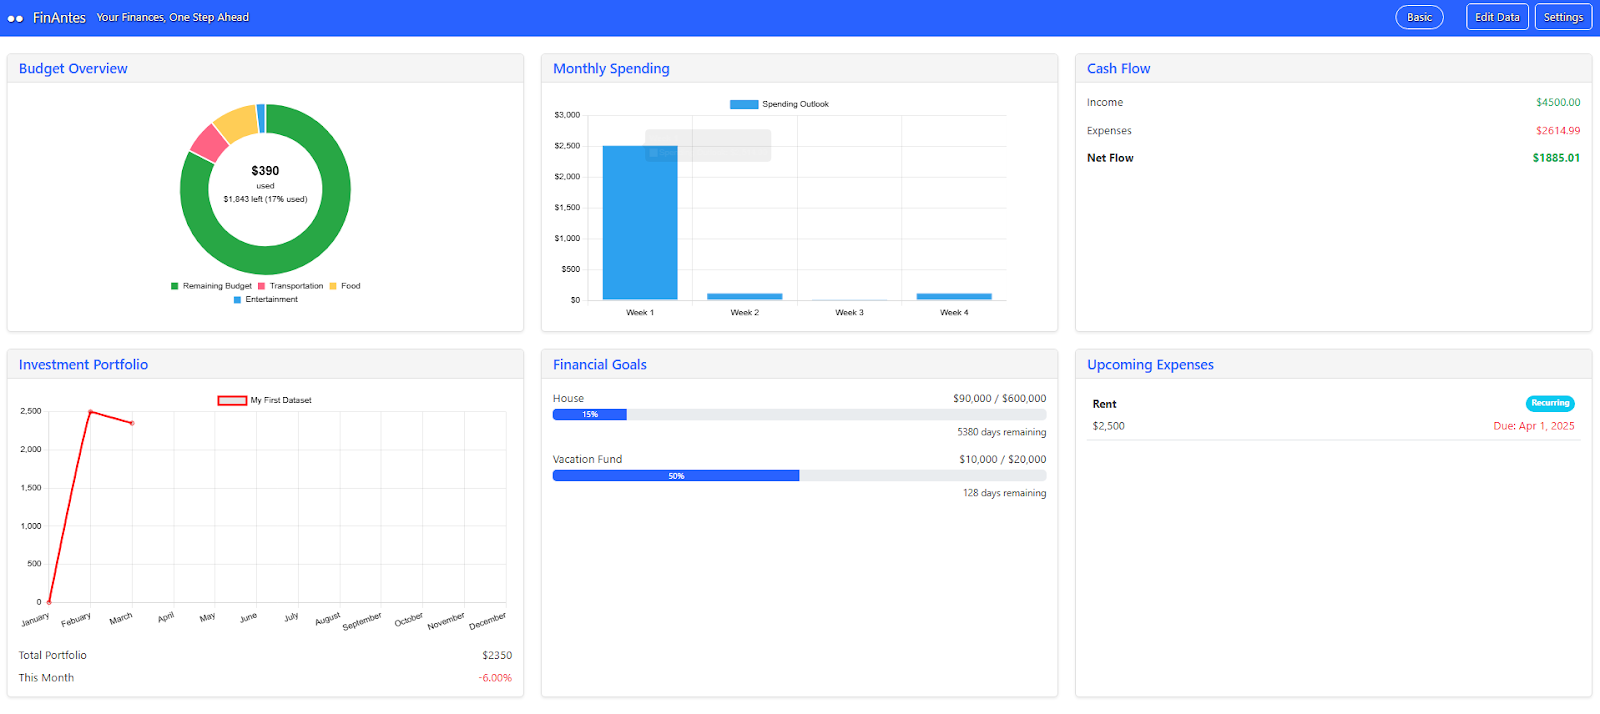 FinAntes Your Finances, One Step Ahead Basic Edit Data Settings
Budget Overview
$390
used
$1,843 left (17% used)
Remaining Budget Transportation Food
Entertainment
Monthly Spending
Spending Outlook
$3,000
$2,500
$2,000
$1,500
$1,000
$500
$0
Week 1 Week 2 Week 3 Week 4
Cash Flow
Income $4500.00
Expenses $2614.99
Net Flow $1885.01
Investment Portfolio
My First Dataset
2,500
2,000
1,500
1,000
500
0
January Febuary March April May June July August September October November December
Total Portfolio $2350
This Month -6.00%
Financial Goals
House $90,000 / $600,000
15%
5380 days remaining
Vacation Fund $10,000 / $20,000
50%
128 days remaining
Upcoming Expenses
Rent Recurring
$2,500 Due: Apr 1, 2025